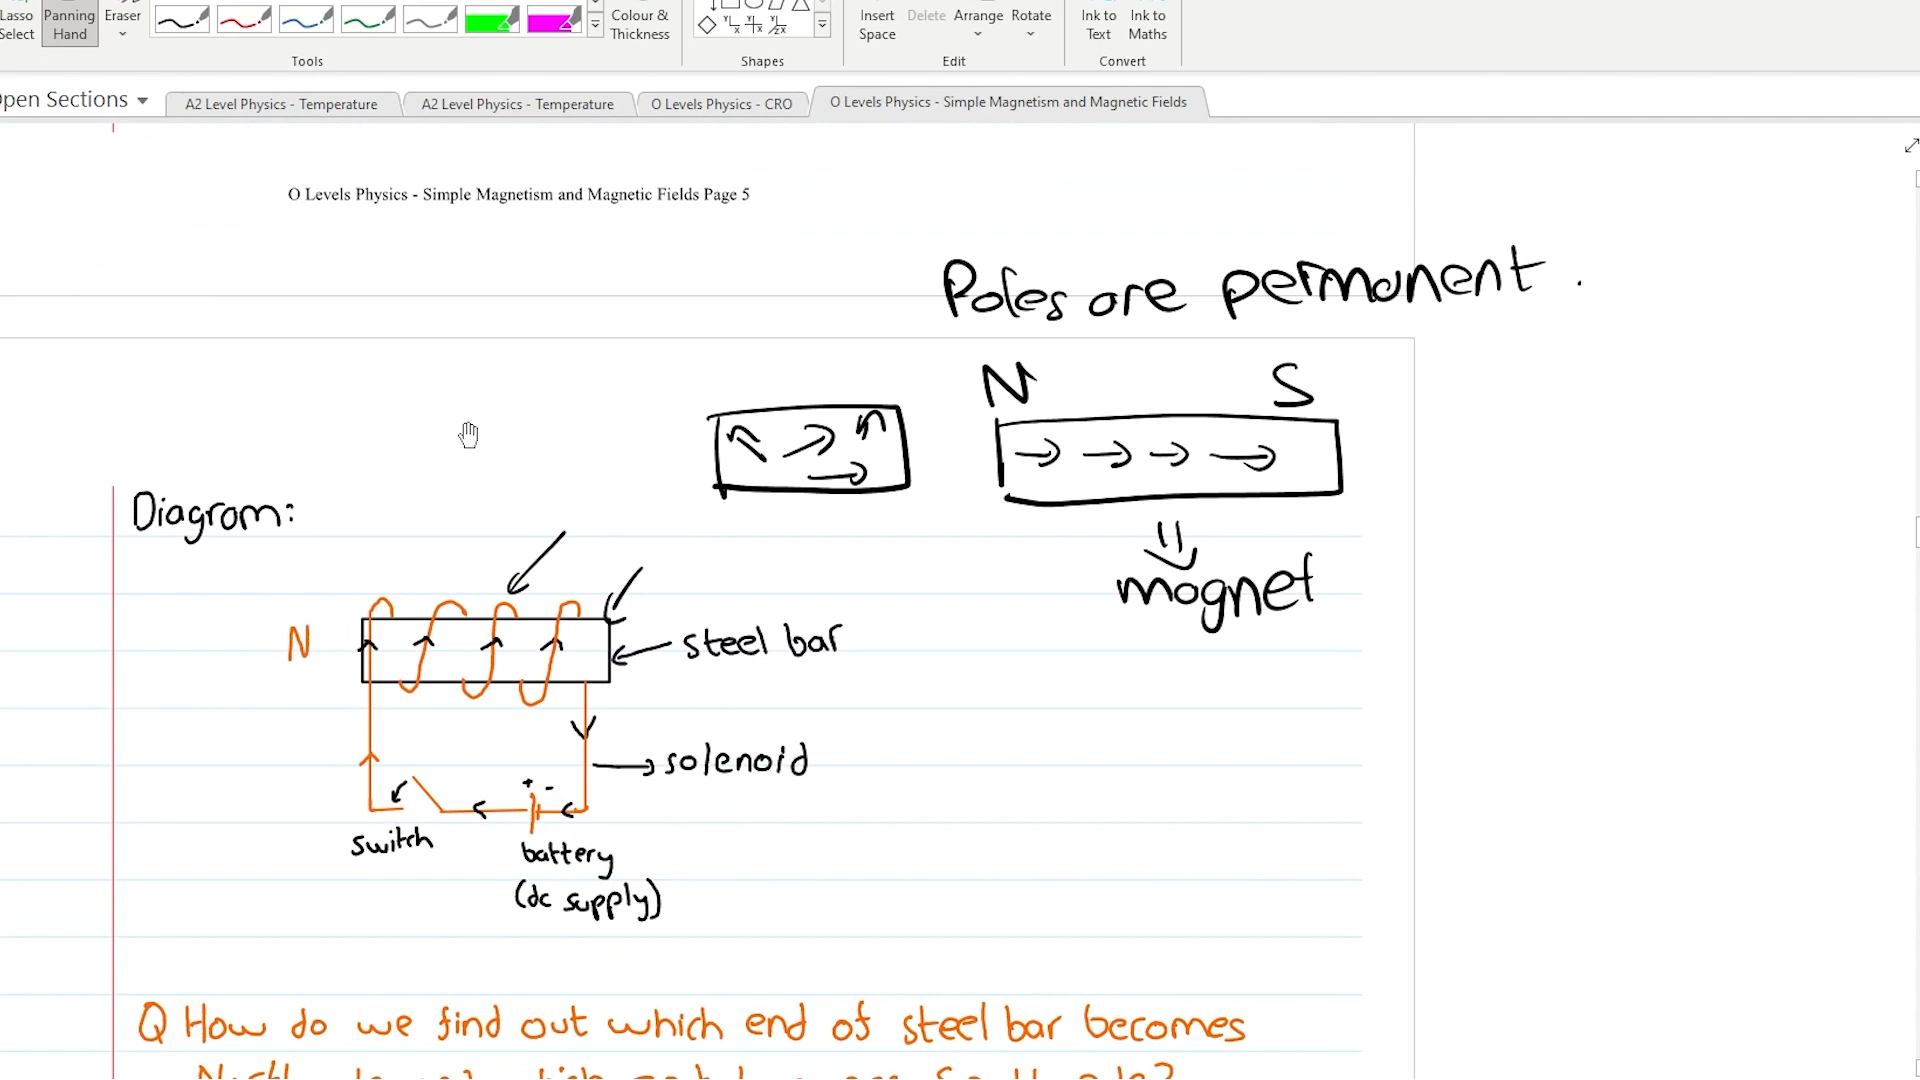 Lasso
Select
Panning
Hand
Eraser
Colour &
Thickness
Insert
Space
Delete
Arrange
Rotate
Ink to
Text
Ink to
Maths
Tools
Shapes
Edit
Convert
pen Sections
A2 Level Physics - Temperature
A2 Level Physics - Temperature
O Levels Physics - CRO
O Levels Physics - Simple Magnetism and Magnetic Fields
O Levels Physics - Simple Magnetism and Magnetic Fields Page 5
Poles are permanent.
N S
magnet
Diagram:
N
steel bar
solenoid
+ -
switch
battery
(dc supply)
Q How do we find out which end of steel bar becomes